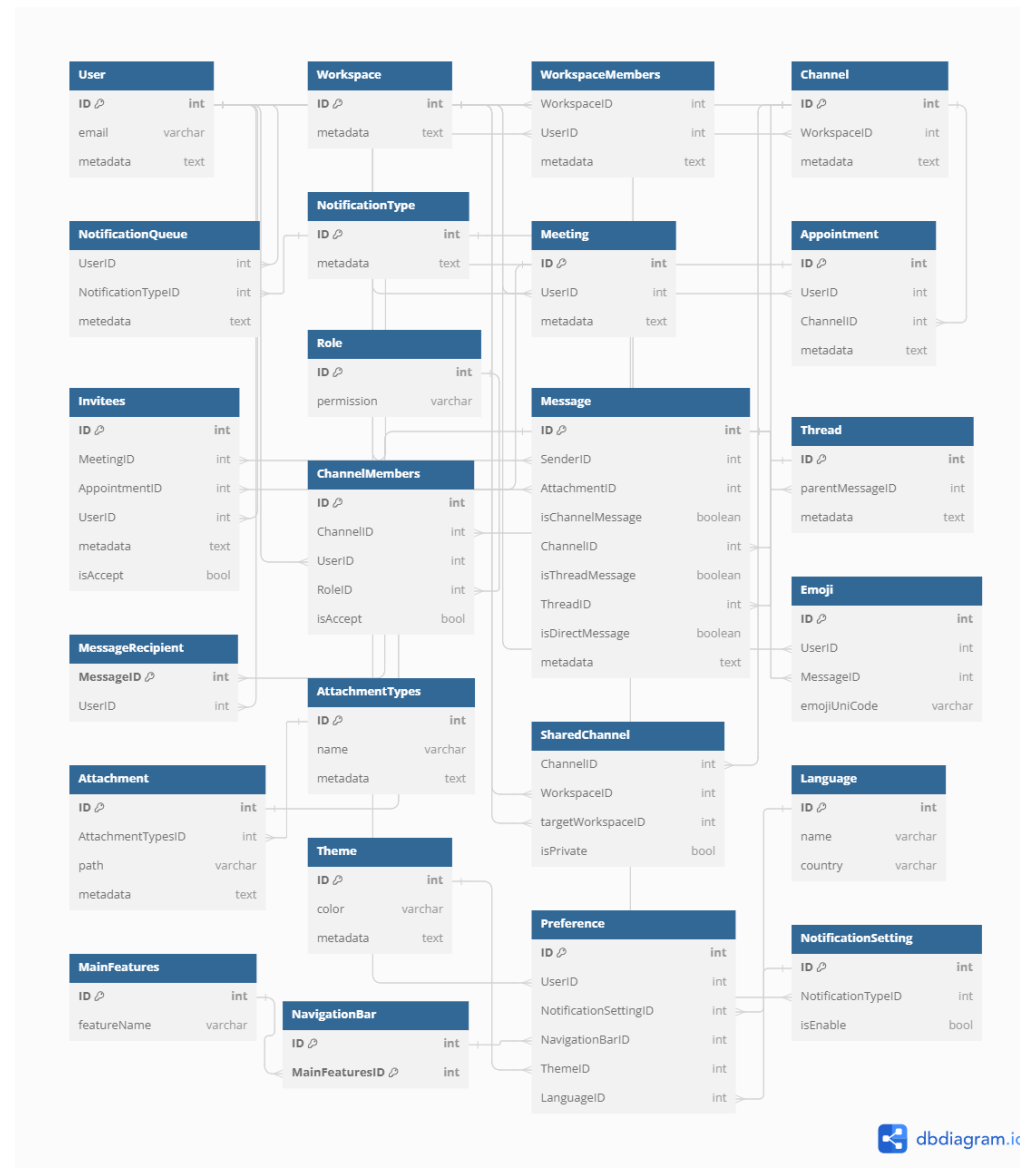 User
ID int
email varchar
metadata text
Workspace
ID int
metadata text
WorkspaceMembers
WorkspaceID int
UserID int
metadata text
Channel
ID int
WorkspaceID int
metadata text
NotificationQueue
UserID int
NotificationTypeID int
metedata text
NotificationType
ID int
metadata text
Meeting
ID int
UserID int
metadata text
Appointment
ID int
UserID int
ChannelID int
metadata text
Role
ID int
permission varchar
Invitees
ID int
MeetingID int
AppointmentID int
UserID int
metadata text
isAccept bool
ChannelMembers
ID int
ChannelID int
UserID int
RoleID int
isAccept bool
Message
ID int
SenderID int
AttachmentID int
isChannelMessage boolean
ChannelID int
isThreadMessage boolean
ThreadID int
isDirectMessage boolean
metadata text
Thread
ID int
parentMessageID int
metadata text
Emoji
ID int
UserID int
MessageID int
emojiUniCode varchar
MessageRecipient
MessageID int
UserID int
AttachmentTypes
ID int
name varchar
metadata text
SharedChannel
ChannelID int
WorkspaceID int
targetWorkspaceID int
isPrivate bool
Attachment
ID int
AttachmentTypesID int
path varchar
metadata text
Language
ID int
name varchar
country varchar
Theme
ID int
color varchar
metadata text
Preference
ID int
UserID int
NotificationSettingID int
NavigationBarID int
ThemeID int
LanguageID int
NotificationSetting
ID int
NotificationTypeID int
isEnable bool
MainFeatures
ID int
featureName varchar
NavigationBar
ID int
MainFeaturesID int
dbdiagram.io